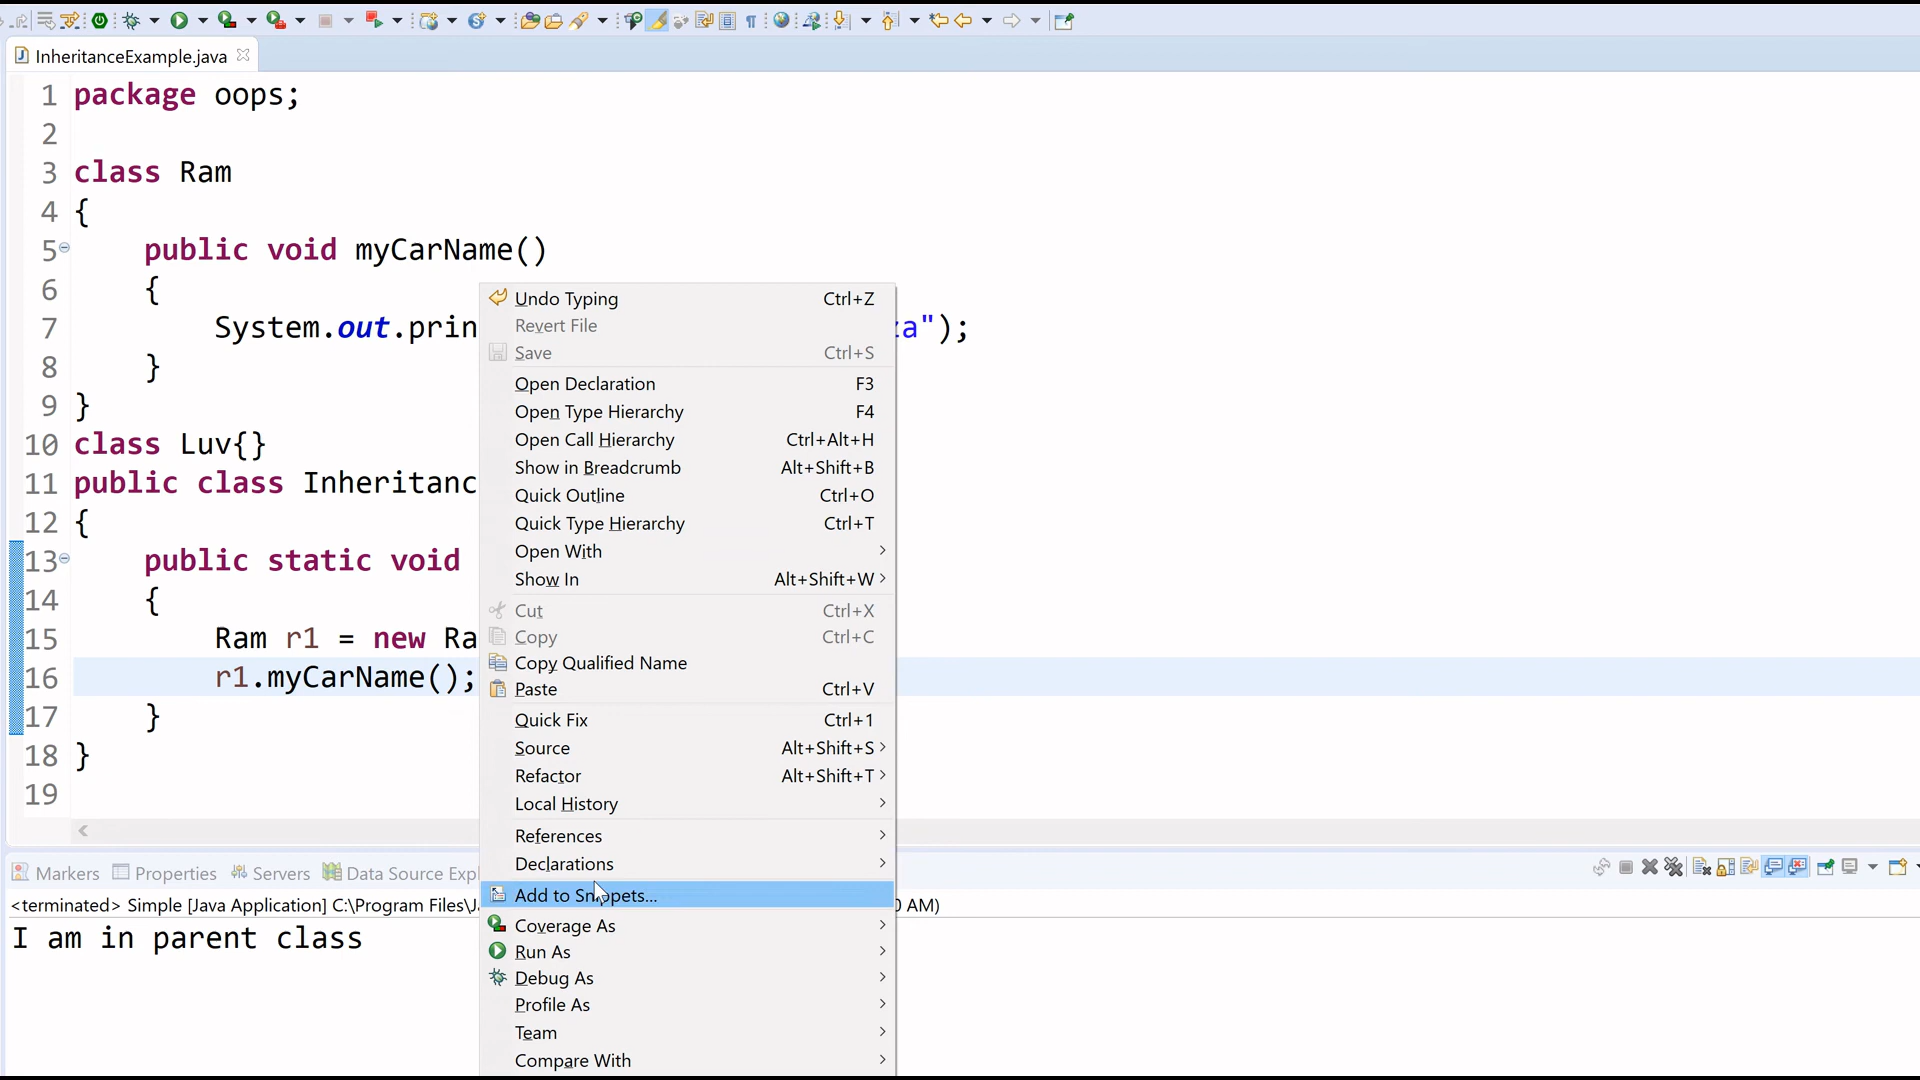 InheritanceExample.java
1 package oops;
2
3 class Ram
4 {
5 public void myCarName()
6 {
7 System.out.prin a");
8 }
9 }
10 class Luv{}
11 public class Inheritanc
12 {
13 public static void
14 {
15 Ram r1 = new Ra
16 r1.myCarName();
17 }
18 }
19
Undo Typing Ctrl+Z
Revert File
Save Ctrl+S
Open Declaration F3
Open Type Hierarchy F4
Open Call Hierarchy Ctrl+Alt+H
Show in Breadcrumb Alt+Shift+B
Quick Outline Ctrl+O
Quick Type Hierarchy Ctrl+T
Open With
Show In Alt+Shift+W
Cut Ctrl+X
Copy Ctrl+C
Copy Qualified Name
Paste Ctrl+V
Quick Fix Ctrl+1
Source Alt+Shift+S
Refactor Alt+Shift+T
Local History
References
Declarations
Add to Snippets...
Coverage As
Run As
Debug As
Profile As
Team
Compare With
Markers Properties Servers Data Source Expl
<terminated> Simple [Java Application] C:\Program Files\J AM)
I am in parent class